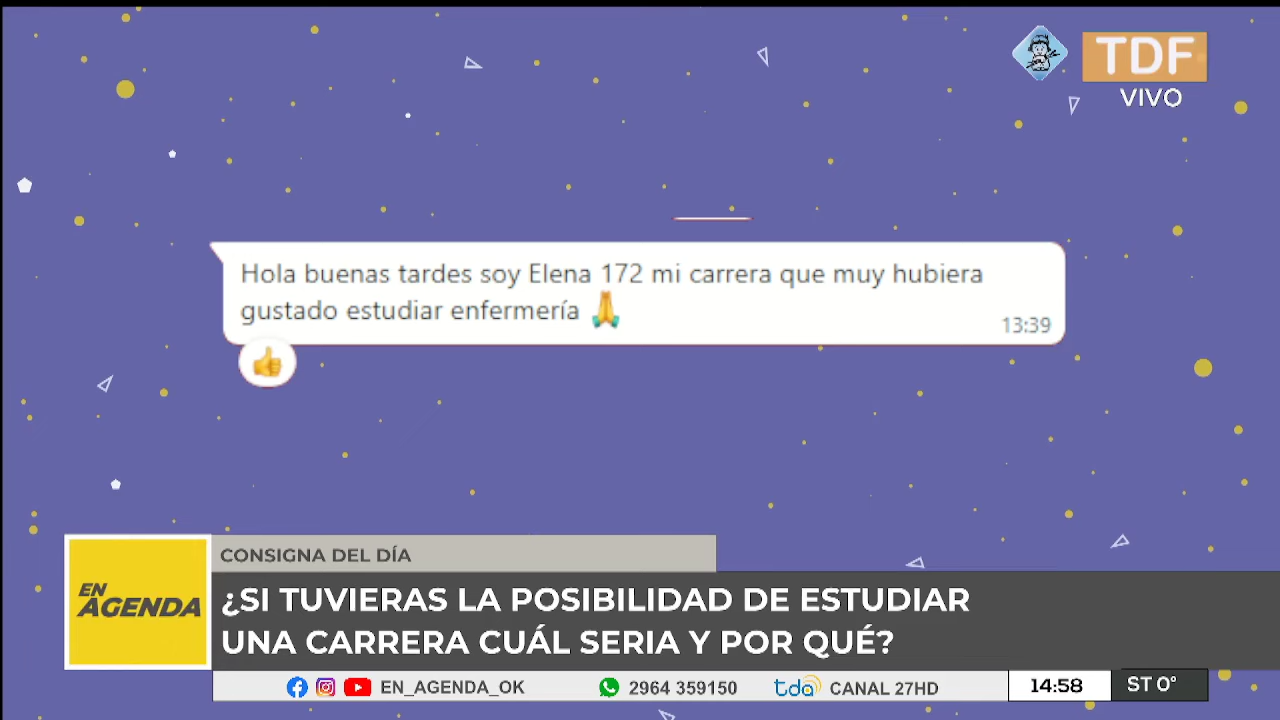 TDF
VIVO
Hola buenas tardes soy Elena 172 mi carrera que muy hubiera
gustado estudiar enfermería 🙏
13:39
👍
CONSIGNA DEL DÍA
EN
AGENDA
¿SI TUVIERAS LA POSIBILIDAD DE ESTUDIAR
UNA CARRERA CUÁL SERIA Y POR QUÉ?
EN_AGENDA_OK 2964 359150 tda CANAL 27HD 14:58 ST 0°